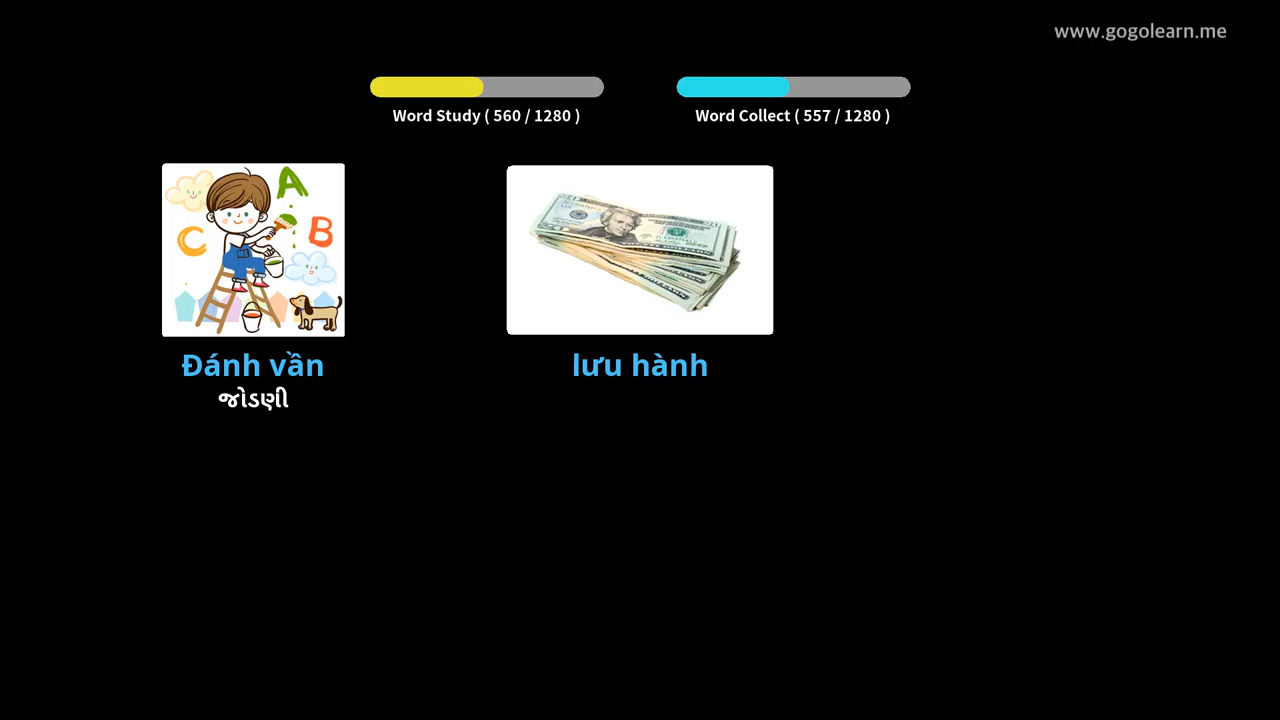 www.gogolearn.me
Word Study ( 560 / 1280 )
Word Collect ( 557 / 1280 )
A
B
C
Đánh vần
જોડણી
lưu hành